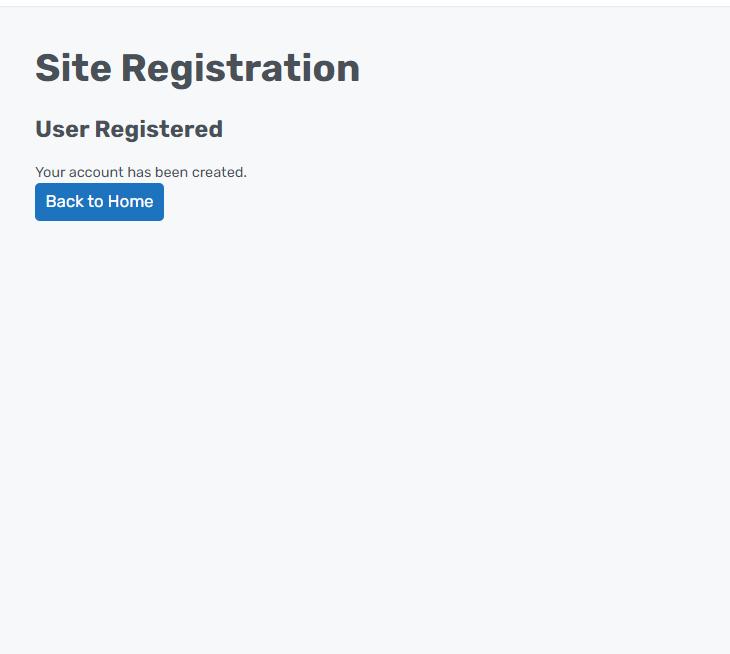 Site Registration
User Registered
Your account has been created.
Back to Home